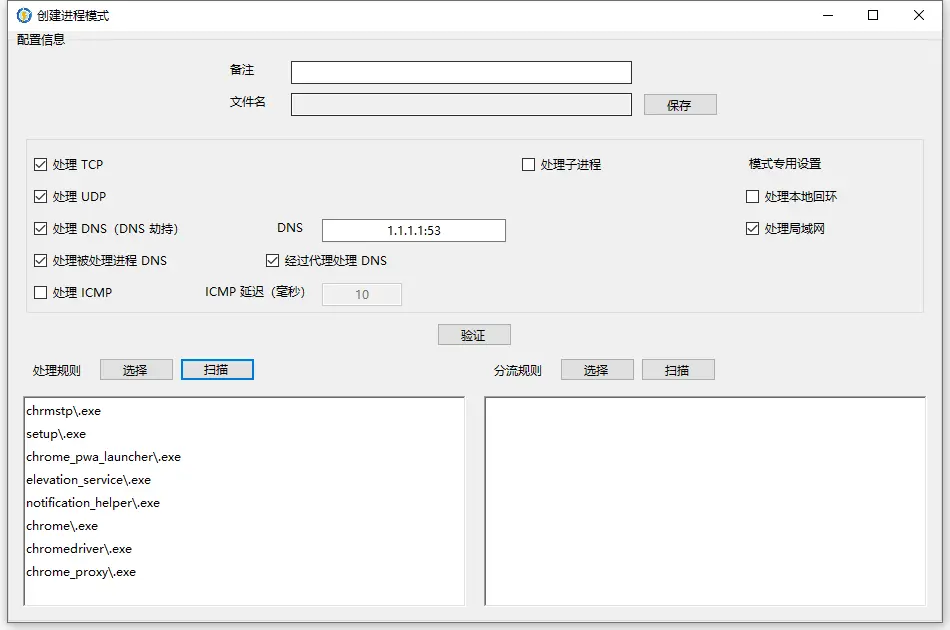 创建进程模式
配置信息
备注
文件名
保存
处理 TCP
处理子进程
模式专用设置
处理 UDP
处理本地回环
处理 DNS（DNS 劫持）
DNS
1.1.1.1:53
处理局域网
处理被处理进程 DNS
经过代理处理 DNS
处理 ICMP
ICMP 延迟（毫秒）
10
验证
处理规则
选择
扫描
分流规则
选择
扫描
chrmstp\.exe
setup\.exe
chrome_pwa_launcher\.exe
elevation_service\.exe
notification_helper\.exe
chrome\.exe
chromedriver\.exe
chrome_proxy\.exe